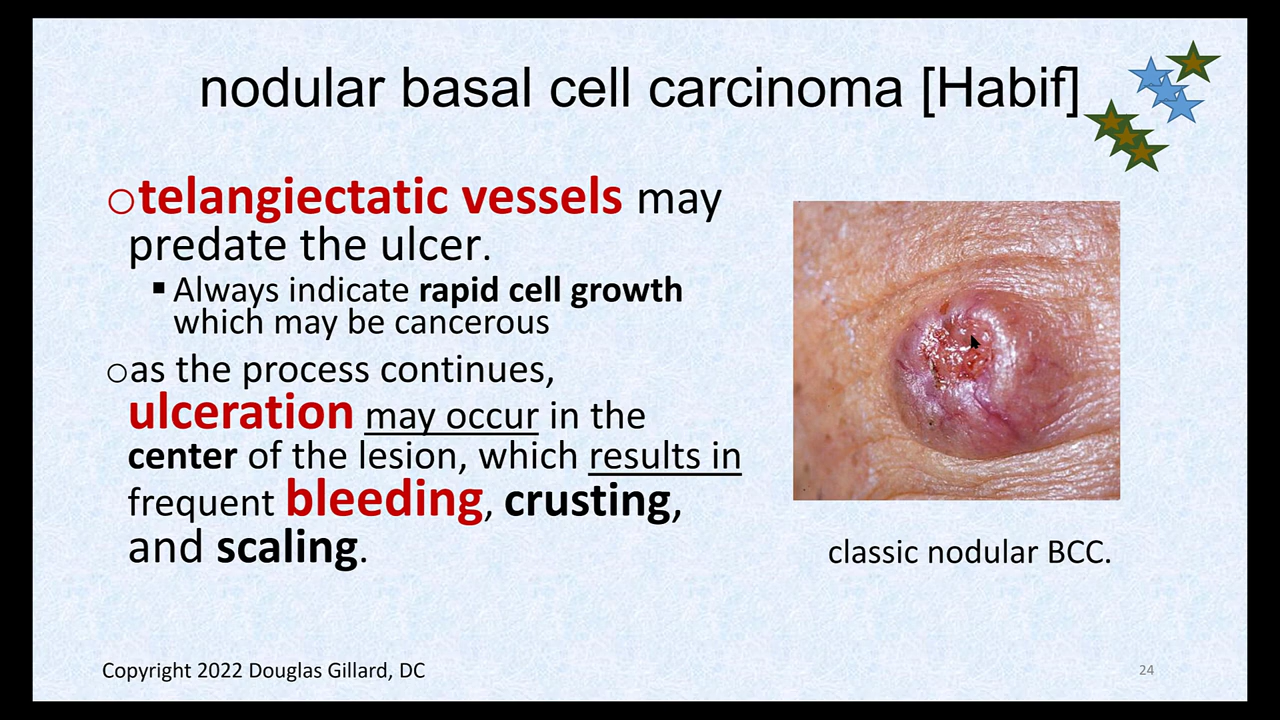 nodular basal cell carcinoma [Habif]
telangiectatic vessels may
predate the ulcer.
Always indicate rapid cell growth
which may be cancerous
as the process continues,
ulceration may occur in the
center of the lesion, which results in
frequent bleeding, crusting,
and scaling.
classic nodular BCC.
Copyright 2022 Douglas Gillard, DC
24